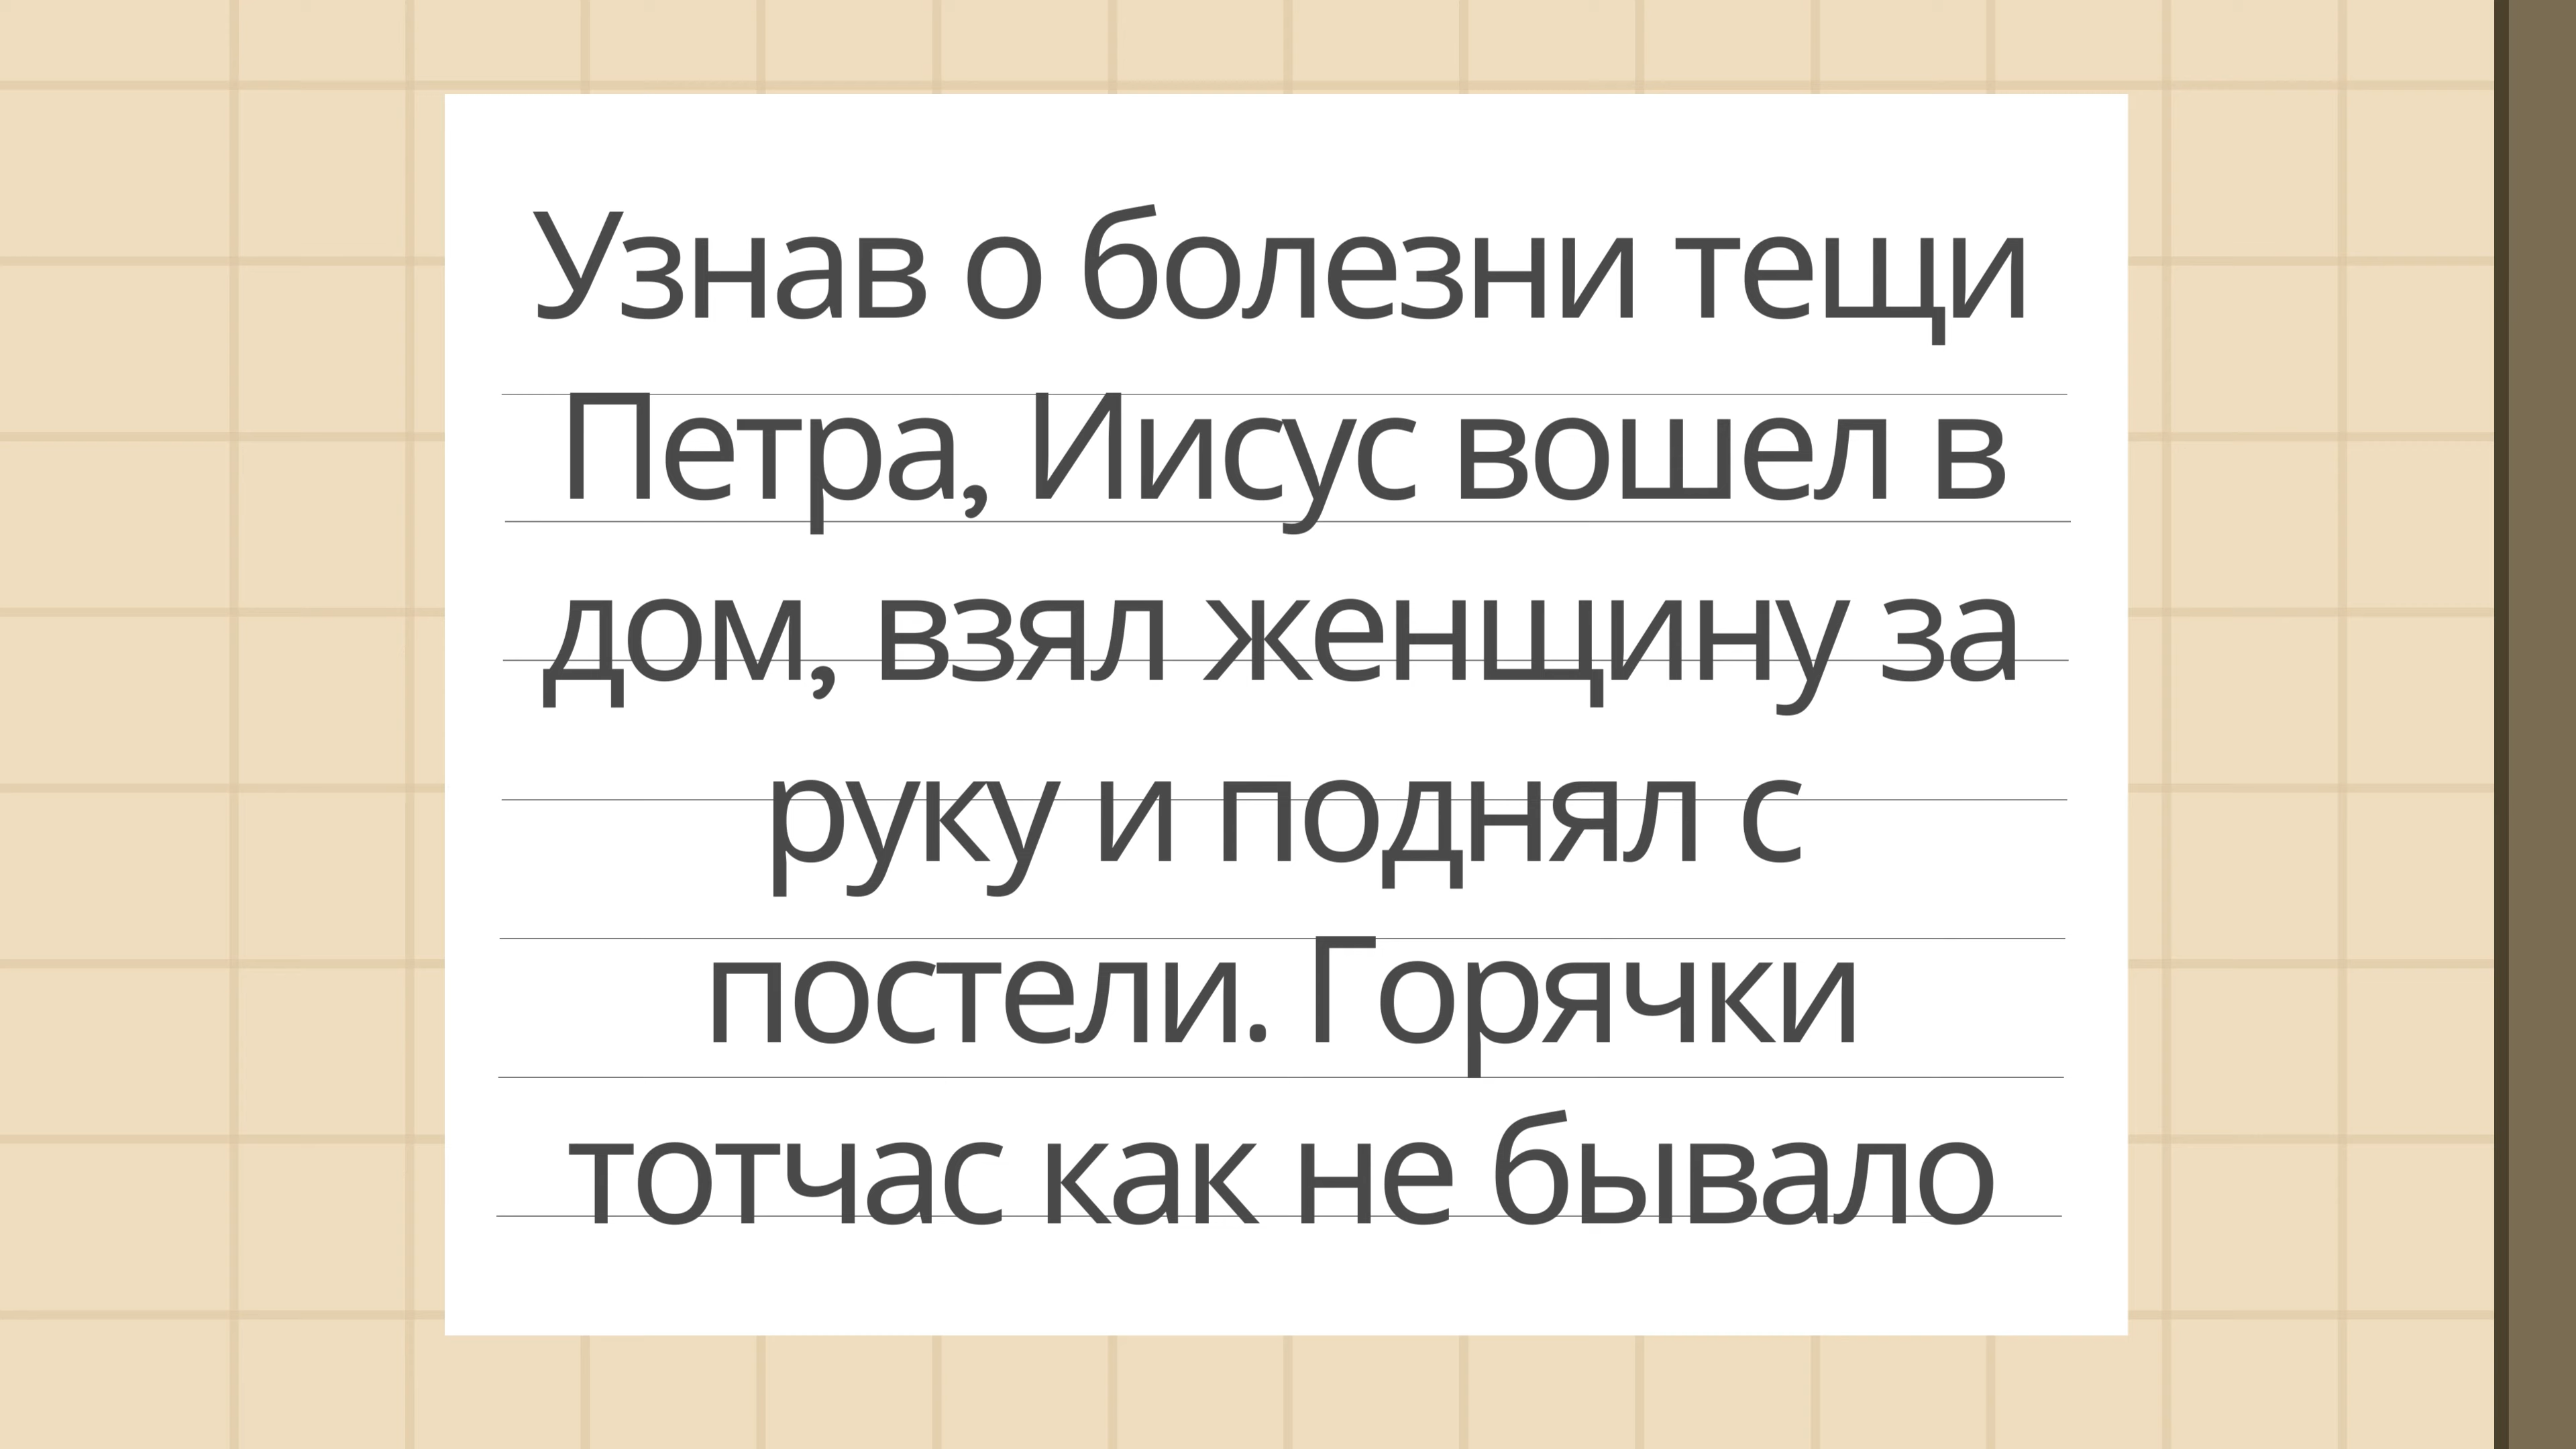 Узнав о болезни тещи
Петра, Иисус вошел в
дом, взял женщину за
руку и поднял с
постели. Горячки
тотчас как не бывало